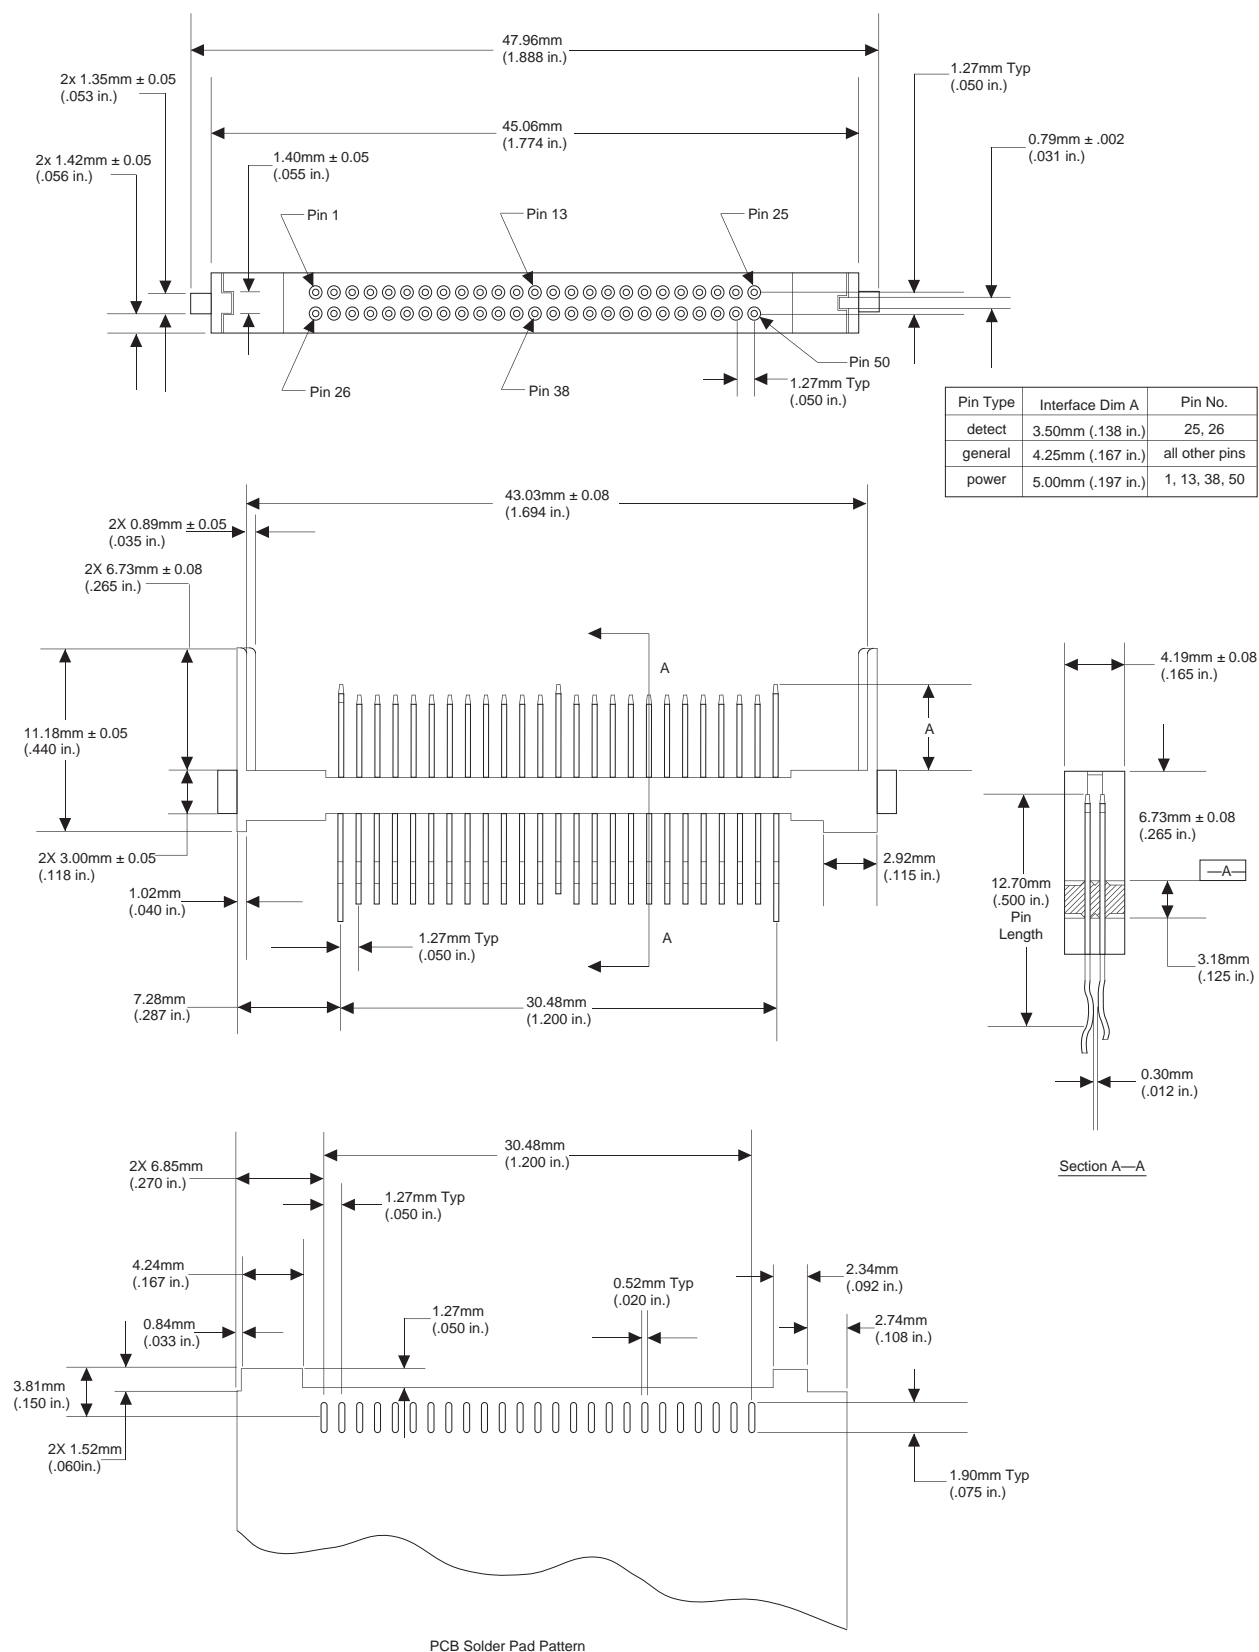 47.96mm
(1.888 in.)
2x 1.35mm ± 0.05
(.053 in.)
1.27mm Typ
(.050 in.)
45.06mm
(1.774 in.)
0.79mm ± .002
(.031 in.)
2x 1.42mm ± 0.05
(.056 in.)
1.40mm ± 0.05
(.055 in.)
Pin 1
Pin 13
Pin 25
Pin 26
Pin 38
Pin 50
1.27mm Typ
(.050 in.)
Pin Type Interface Dim A Pin No.
detect 3.50mm (.138 in.) 25, 26
general 4.25mm (.167 in.) all other pins
power 5.00mm (.197 in.) 1, 13, 38, 50
43.03mm ± 0.08
(1.694 in.)
2X 0.89mm ± 0.05
(.035 in.)
2X 6.73mm ± 0.08
(.265 in.)
A
4.19mm ± 0.08
(.165 in.)
11.18mm ± 0.05
(.440 in.)
A
6.73mm ± 0.08
(.265 in.)
2X 3.00mm ± 0.05
(.118 in.)
2.92mm
(.115 in.)
—A—
12.70mm
(.500 in.)
Pin
Length
1.02mm
(.040 in.)
1.27mm Typ
(.050 in.)
A
3.18mm
(.125 in.)
7.28mm
(.287 in.)
30.48mm
(1.200 in.)
0.30mm
(.012 in.)
Section A—A
30.48mm
(1.200 in.)
2X 6.85mm
(.270 in.)
1.27mm Typ
(.050 in.)
4.24mm
(.167 in.)
0.52mm Typ
(.020 in.)
2.34mm
(.092 in.)
0.84mm
(.033 in.)
1.27mm
(.050 in.)
2.74mm
(.108 in.)
3.81mm
(.150 in.)
2X 1.52mm
(.060in.)
1.90mm Typ
(.075 in.)
PCB Solder Pad Pattern